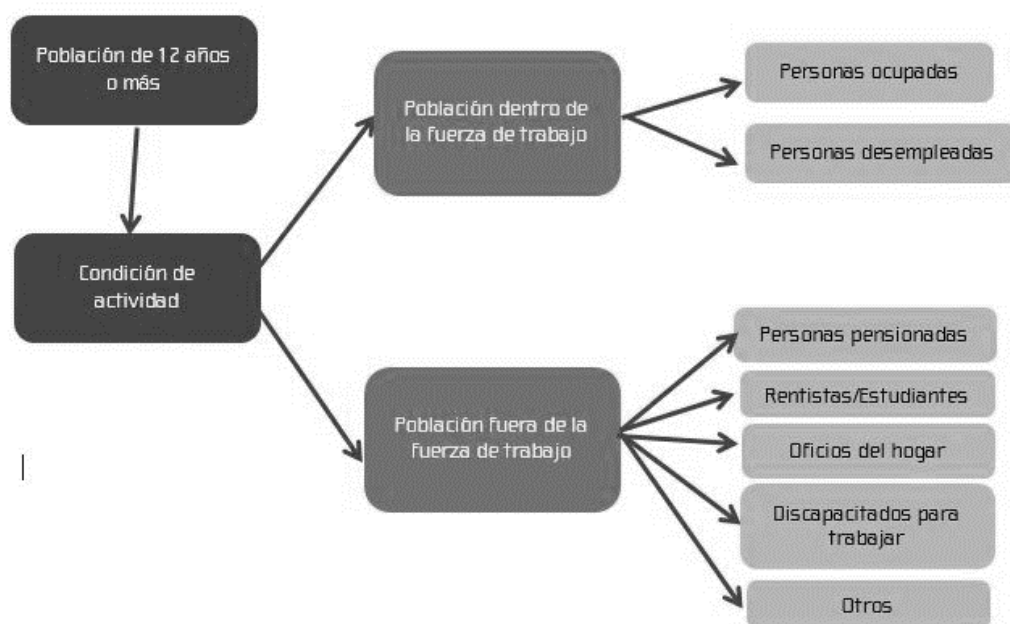 Población de 12 años
o más
Condición de
actividad
Población dentro de
la fuerza de trabajo
Personas ocupadas
Personas desempleadas
Población fuera de la
fuerza de trabajo
Personas pensionadas
Rentistas/Estudiantes
Oficios del hogar
Discapacitados para
trabajar
Otros